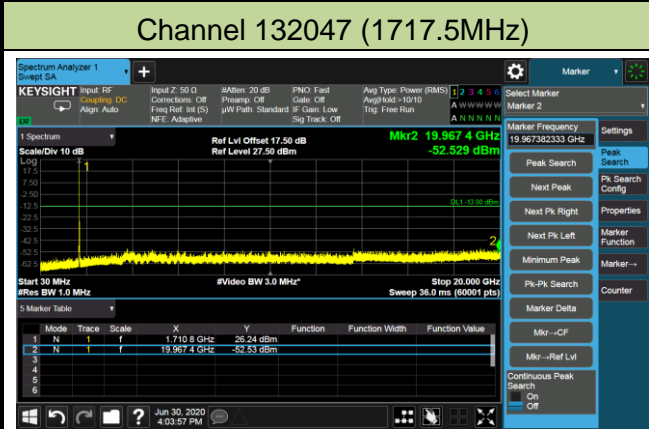 Channel 132047 (1717.5MHz)
Spectrum Analyzer 1
Swept SA
+
Marker
KEYSIGHT
Input: RF
Coupling: DC
Align: Auto
Input Z: 50 Ω
Corrections: Off
Freq Ref: Int (S)
NFE: Adaptive
#Atten: 20 dB
Preamp: Off
µW Path: Standard
PNO: Fast
Gate: Off
IF Gain: Low
Sig Track: Off
Avg Type: Power (RMS)
Avg|Hold:>10/10
Trig: Free Run
1 2 3 4 5 6
A W W W W W
A N N N N N
LXI
Select Marker
Marker 2
1 Spectrum
Scale/Div 10 dB
Ref Lvl Offset 17.50 dB
Ref Level 27.50 dBm
Mkr2 19.967 4 GHz
-52.529 dBm
Log
17.5
7.50
-2.50
-12.5
-22.5
-32.5
-42.5
-52.5
-62.5
1
DL1 -13.00 dBm
2
Start 30 MHz
#Res BW 1.0 MHz
#Video BW 3.0 MHz*
Stop 20.000 GHz
Sweep 36.0 ms (60001 pts)
5 Marker Table
Mode Trace Scale X Y Function Function Width Function Value
1 N 1 f 1.710 8 GHz 26.24 dBm
2 N 1 f 19.967 4 GHz -52.53 dBm
3
4
5
6
Marker Frequency
19.967382333 GHz
Peak Search
Next Peak
Next Pk Right
Next Pk Left
Minimum Peak
Pk-Pk Search
Marker Delta
Mkr→CF
Mkr→Ref Lvl
Continuous Peak
Search
On
Off
Settings
Peak
Search
Pk Search
Config
Properties
Marker
Function
Marker→
Counter
?
Jun 30, 2020
4:03:57 PM